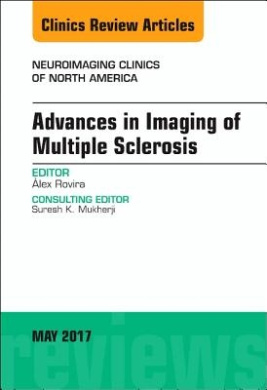 Clinics Review Articles
NEUROIMAGING CLINICS
OF NORTH AMERICA
Advances in Imaging of
Multiple Sclerosis
EDITOR
Àlex Rovira
CONSULTING EDITOR
Suresh K. Mukherji
MAY 2017
reviews